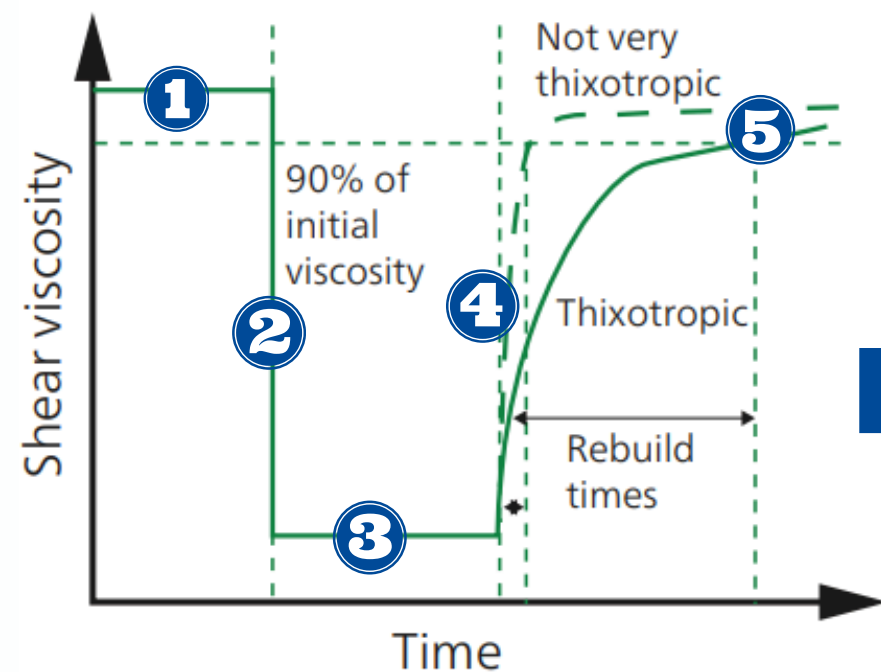 Not very
thixotropic
1
5
90% of
initial
viscosity
4
2
Thixotropic
Rebuild
times
3
Shear viscosity
Time